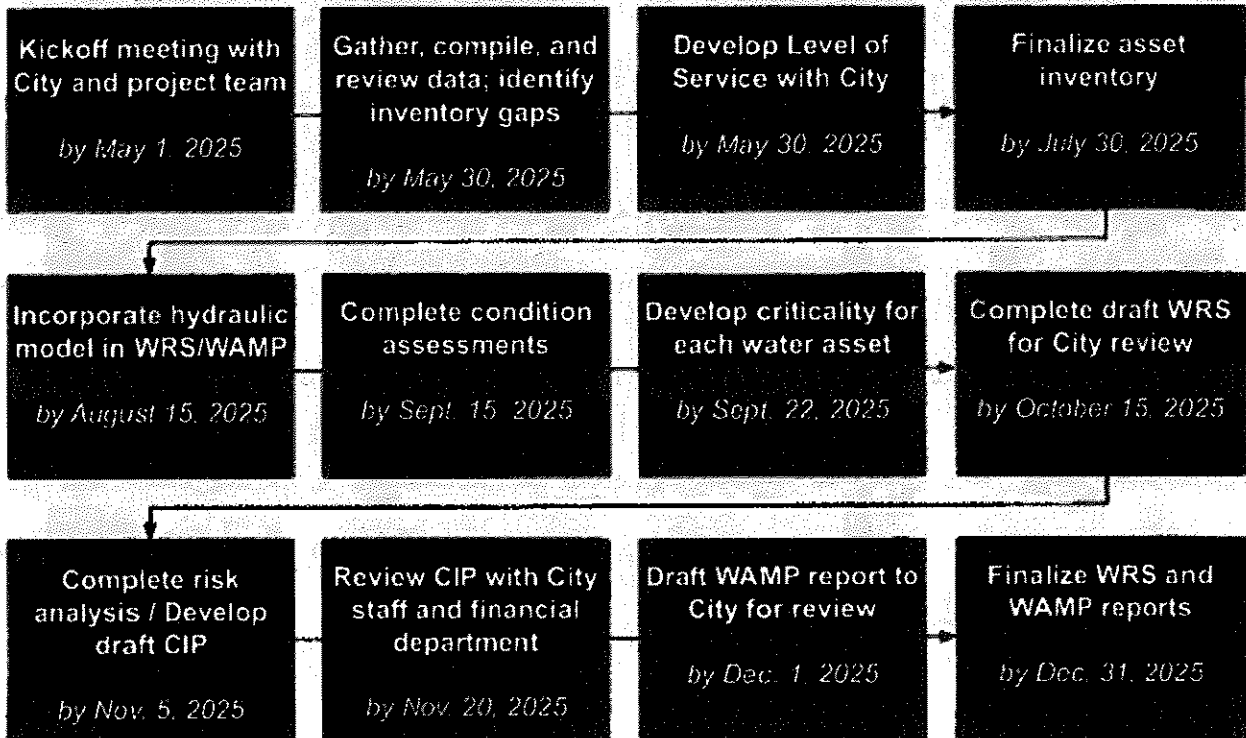 Kickoff meeting with
City and project team
by May 1, 2025
Gather, compile, and
review data; identify
inventory gaps
by May 30, 2025
Develop Level of
Service with City
by May 30, 2025
Finalize asset
inventory
by July 30, 2025
Incorporate hydraulic
model in WRS/WAMP
by August 15, 2025
Complete condition
assessments
by Sept. 15, 2025
Develop criticality for
each water asset
by Sept. 22, 2025
Complete draft WRS
for City review
by October 15, 2025
Complete risk
analysis / Develop
draft CIP
by Nov. 5, 2025
Review CIP with City
staff and financial
department
by Nov. 20, 2025
Draft WAMP report to
City for review
by Dec. 1, 2025
Finalize WRS and
WAMP reports
by Dec. 31, 2025